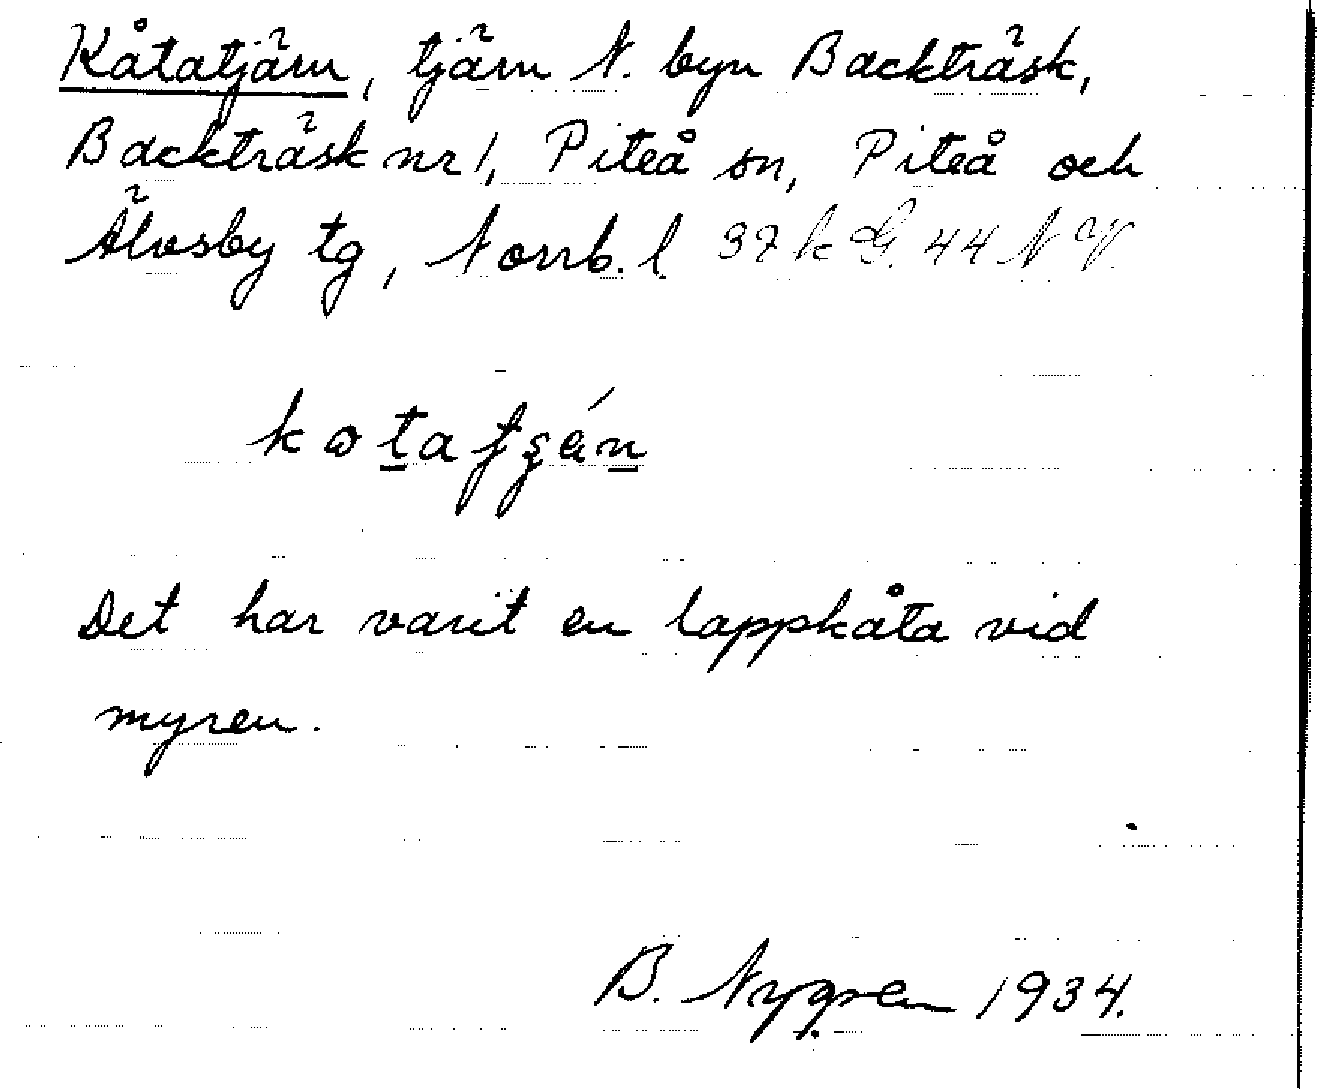 Kåtatjärn, tjärn N. byn Backträsk,
Backträsk nr 1, Piteå sn, Piteå och
Älvsby tg, Norrb. l. 37 k G. 44 N V.
Det har varit en lappkåta vid
myren.
B. Nygren 1934.